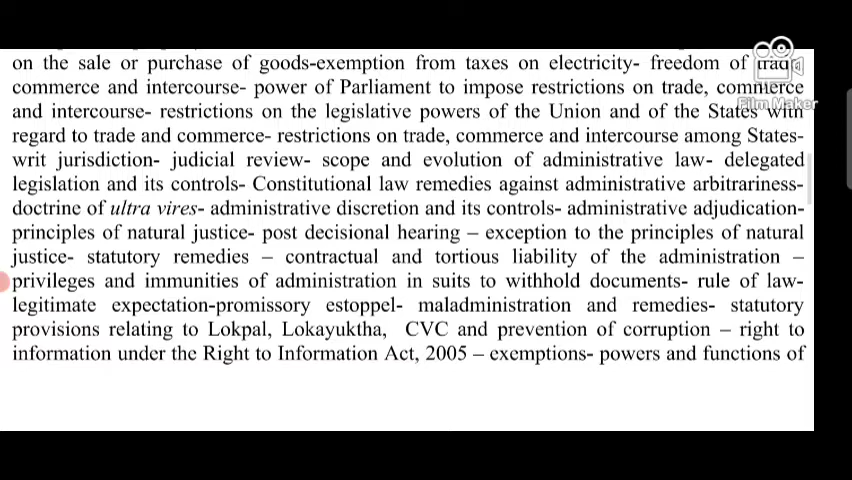 on the sale or purchase of goods-exemption from taxes on electricity- freedom of trade
commerce and intercourse- power of Parliament to impose restrictions on trade, commerce
and intercourse- restrictions on the legislative powers of the Union and of the States with
Film Maker
regard to trade and commerce- restrictions on trade, commerce and intercourse among States-
writ jurisdiction- judicial review- scope and evolution of administrative law- delegated
legislation and its controls- Constitutional law remedies against administrative arbitrariness-
doctrine of ultra vires- administrative discretion and its controls- administrative adjudication-
principles of natural justice- post decisional hearing – exception to the principles of natural
justice- statutory remedies – contractual and tortious liability of the administration –
privileges and immunities of administration in suits to withhold documents- rule of law-
legitimate expectation-promissory estoppel- maladministration and remedies- statutory
provisions relating to Lokpal, Lokayuktha, CVC and prevention of corruption – right to
information under the Right to Information Act, 2005 – exemptions- powers and functions of